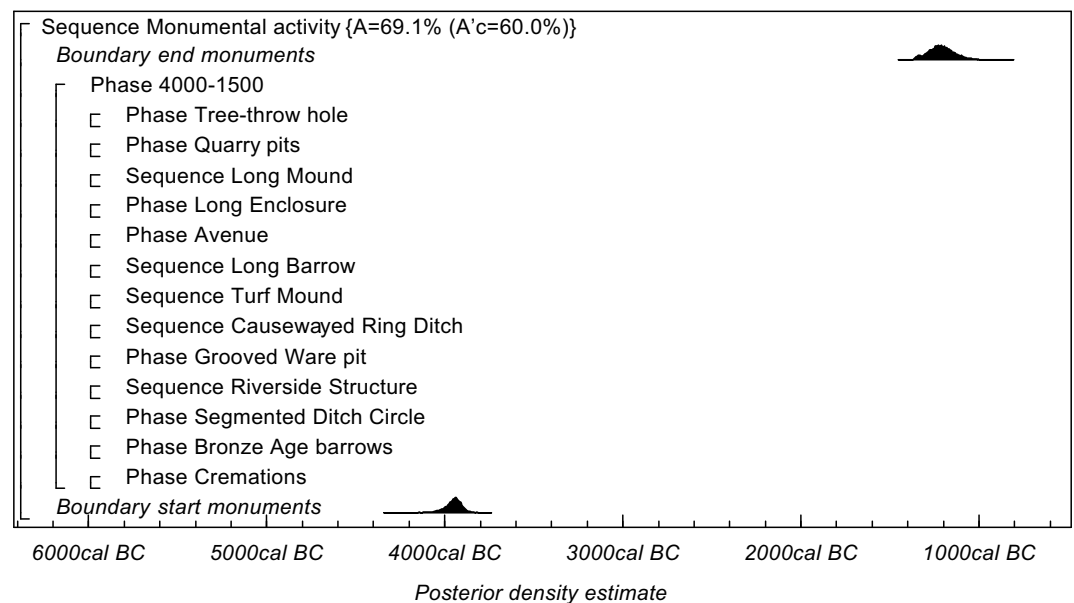 Sequence Monumental activity {A=69.1% (A’c=60.0%)}
Boundary end monuments
Phase 4000-1500
Phase Tree-throw hole
Phase Quarry pits
Sequence Long Mound
Phase Long Enclosure
Phase Avenue
Sequence Long Barrow
Sequence Turf Mound
Sequence Causewayed Ring Ditch
Phase Grooved Ware pit
Sequence Riverside Structure
Phase Segmented Ditch Circle
Phase Bronze Age barrows
Phase Cremations
Boundary start monuments
6000cal BC 5000cal BC 4000cal BC 3000cal BC 2000cal BC 1000cal BC
Posterior density estimate